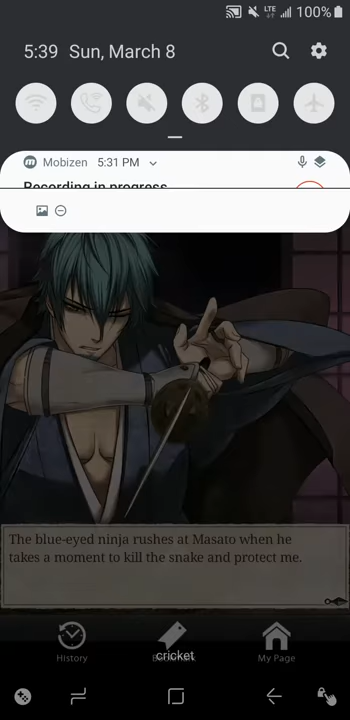 LTE 100%
5:39 Sun, March 8
Mobizen 5:31 PM
Recording in progress
The blue-eyed ninja rushes at Masato when he
takes a moment to kill the snake and protect me.
History
cricket
My Page